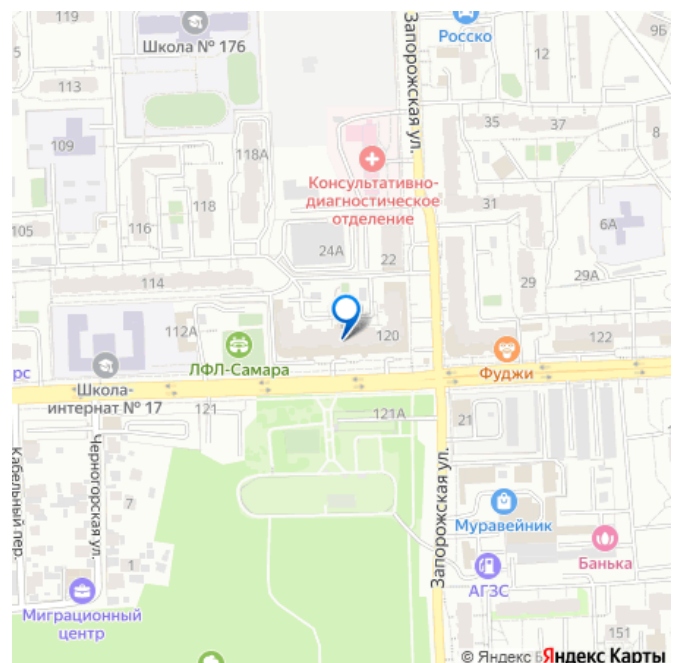 9Б
Школа № 176
Росско
12
113
Запорожская ул.
109
118А
35
37
8
Консультативно-
диагностическое
отделение
118
116
31
6А
105
24А
22
114
29
29А
112А
120
122
ЛФЛ-Самара
Фуджи
рс
Школа-
интернат № 17
121
121А
21
Кабельный пер.
Черногорская ул.
Запорожская ул.
7
Муравейник
1
Банька
АГЗС
Миграционный
центр
151
© Яндекс
Яндекс Карты